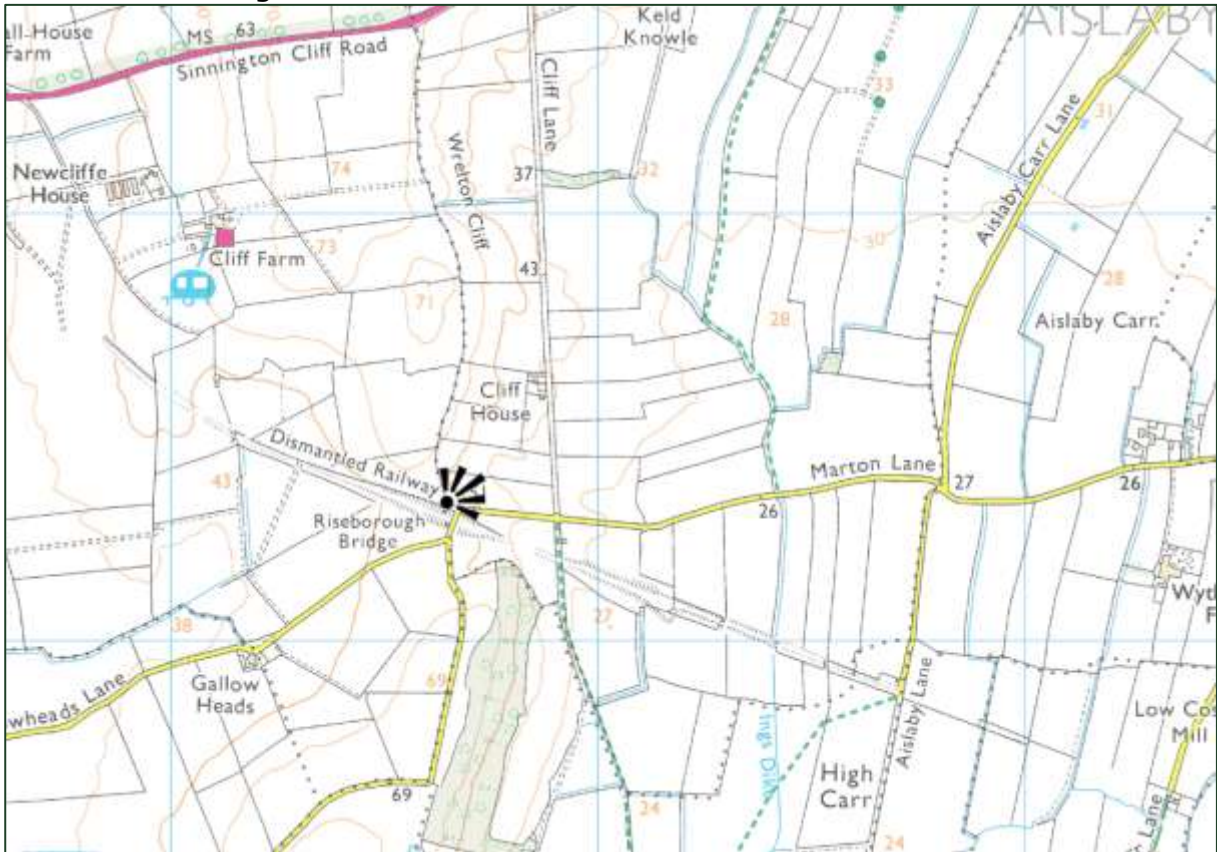 all-House
Farm
MS
63
Sinnington Cliff Road
Keld
Knowle
AISLABY
33
31
Cliff Lane
Aislaby Carr Lane
Wrelton Cliff
74
37
32
Newcliffe
House
73
Cliff Farm
30
43
71
28
28
Aislaby Carr
Cliff
House
Dismantled Railway
Marton Lane
27
26
26
43
Riseborough
Bridge
38
27
Gallow
Heads
69
wheads Lane
69
Aislaby Lane
ings Dike
High
Carr
24
24
Low Cos
Mill
Lane